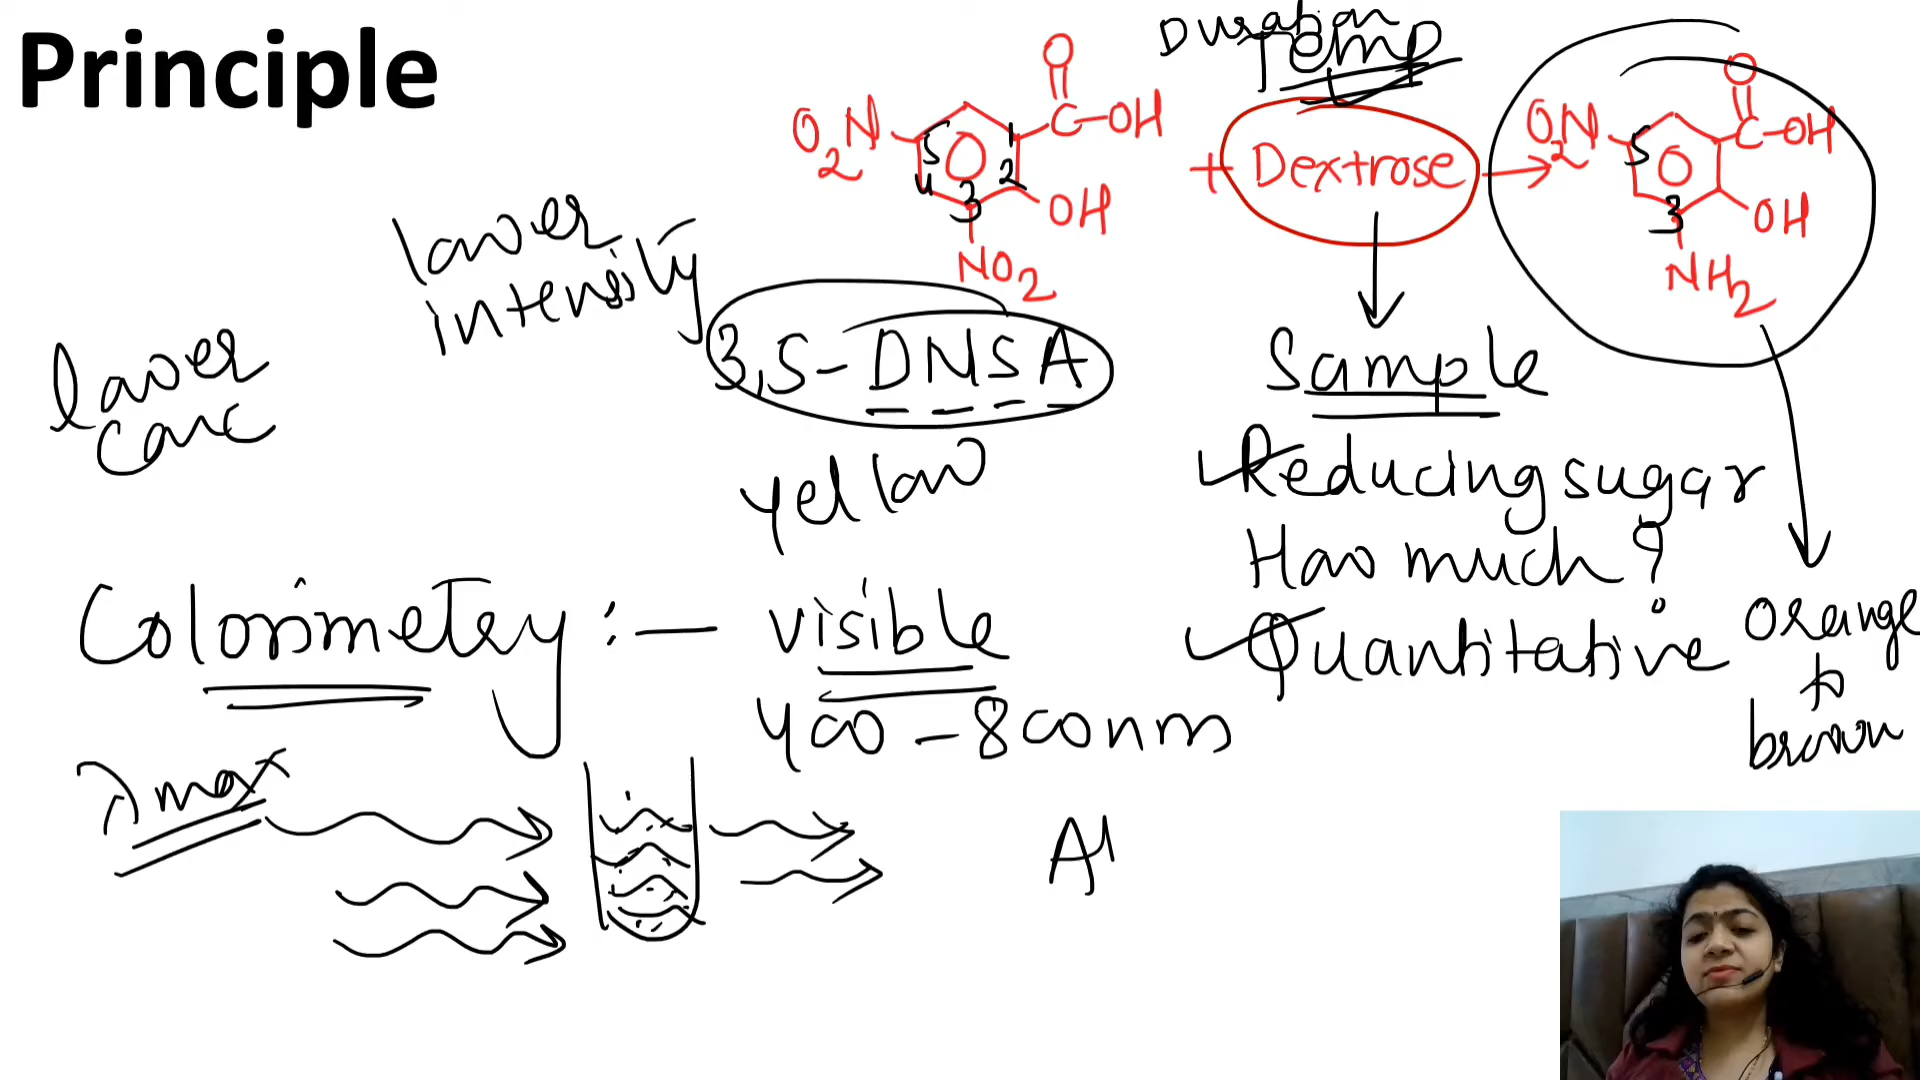 Principle
Duration
Temp
O2N
5
4
3
2
1
O
C-OH
OH
NO2
+ Dextrose →
O2N
5
3
O
C-OH
OH
NH2
lower
intensity
lower
conc
3,5-DNSA
yellow
Sample
Reducing sugar
How much?
Quantitative
Orange
to
brown
Colorimetry :- visible
400-800nm
λmax
A